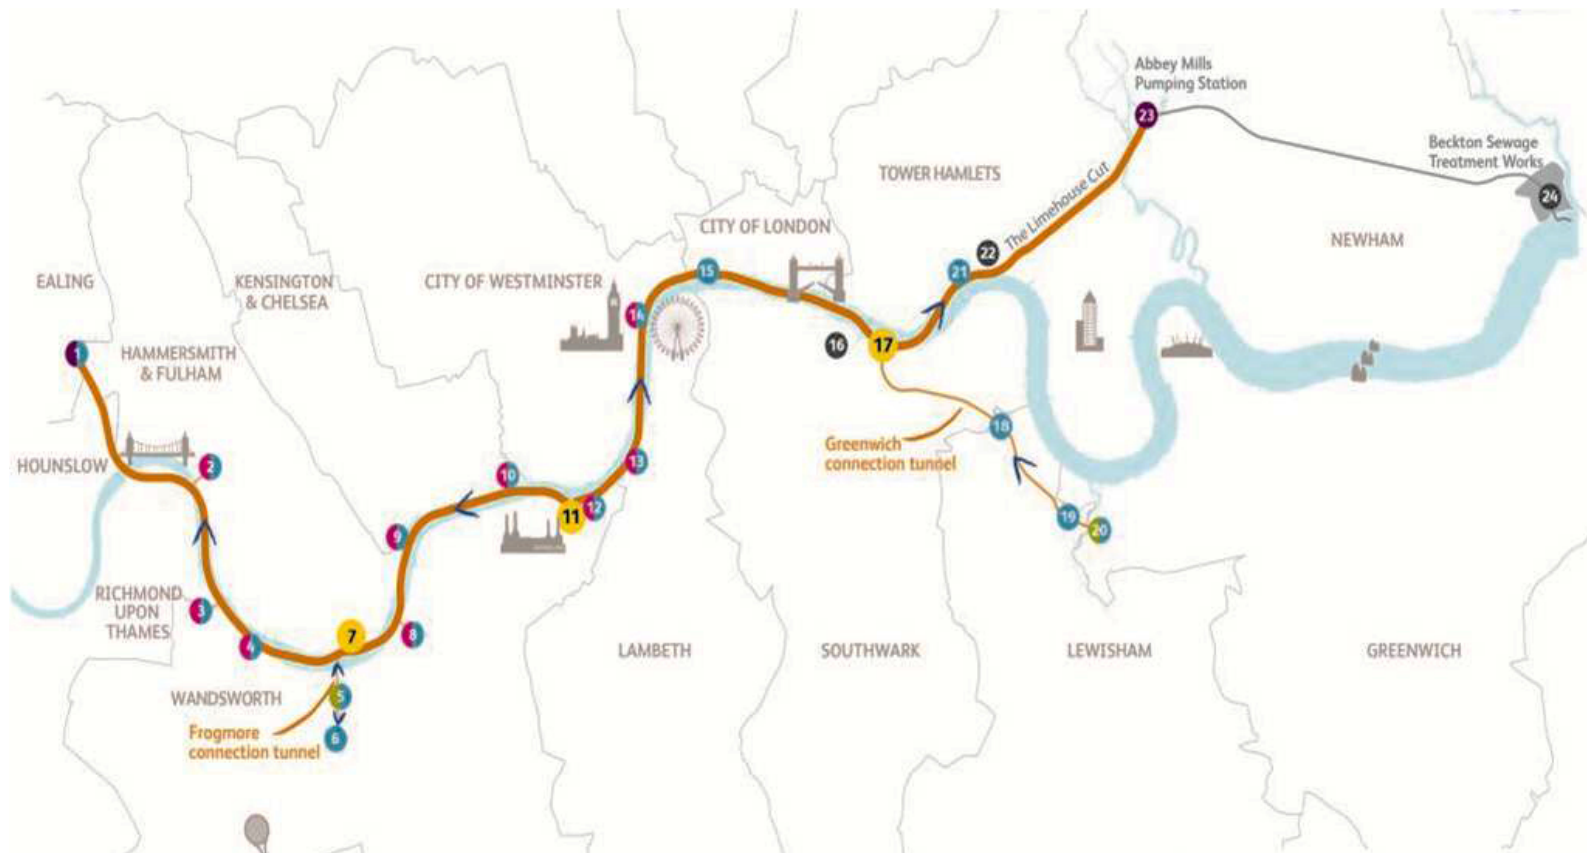 Abbey Mills
Pumping Station
23
Beckton Sewage
Treatment Works
24
TOWER HAMLETS
The Limehouse Cut
CITY OF LONDON
NEWHAM
22
21
15
EALING
KENSINGTON
& CHELSEA
CITY OF WESTMINSTER
14
16
17
1
HAMMERSMITH
& FULHAM
18
Greenwich
connection tunnel
HOUNSLOW
2
10
13
12
11
19
20
9
RICHMOND
UPON
THAMES
3
4
7
8
LAMBETH
SOUTHWARK
LEWISHAM
GREENWICH
WANDSWORTH
5
Frogmore
connection tunnel
6